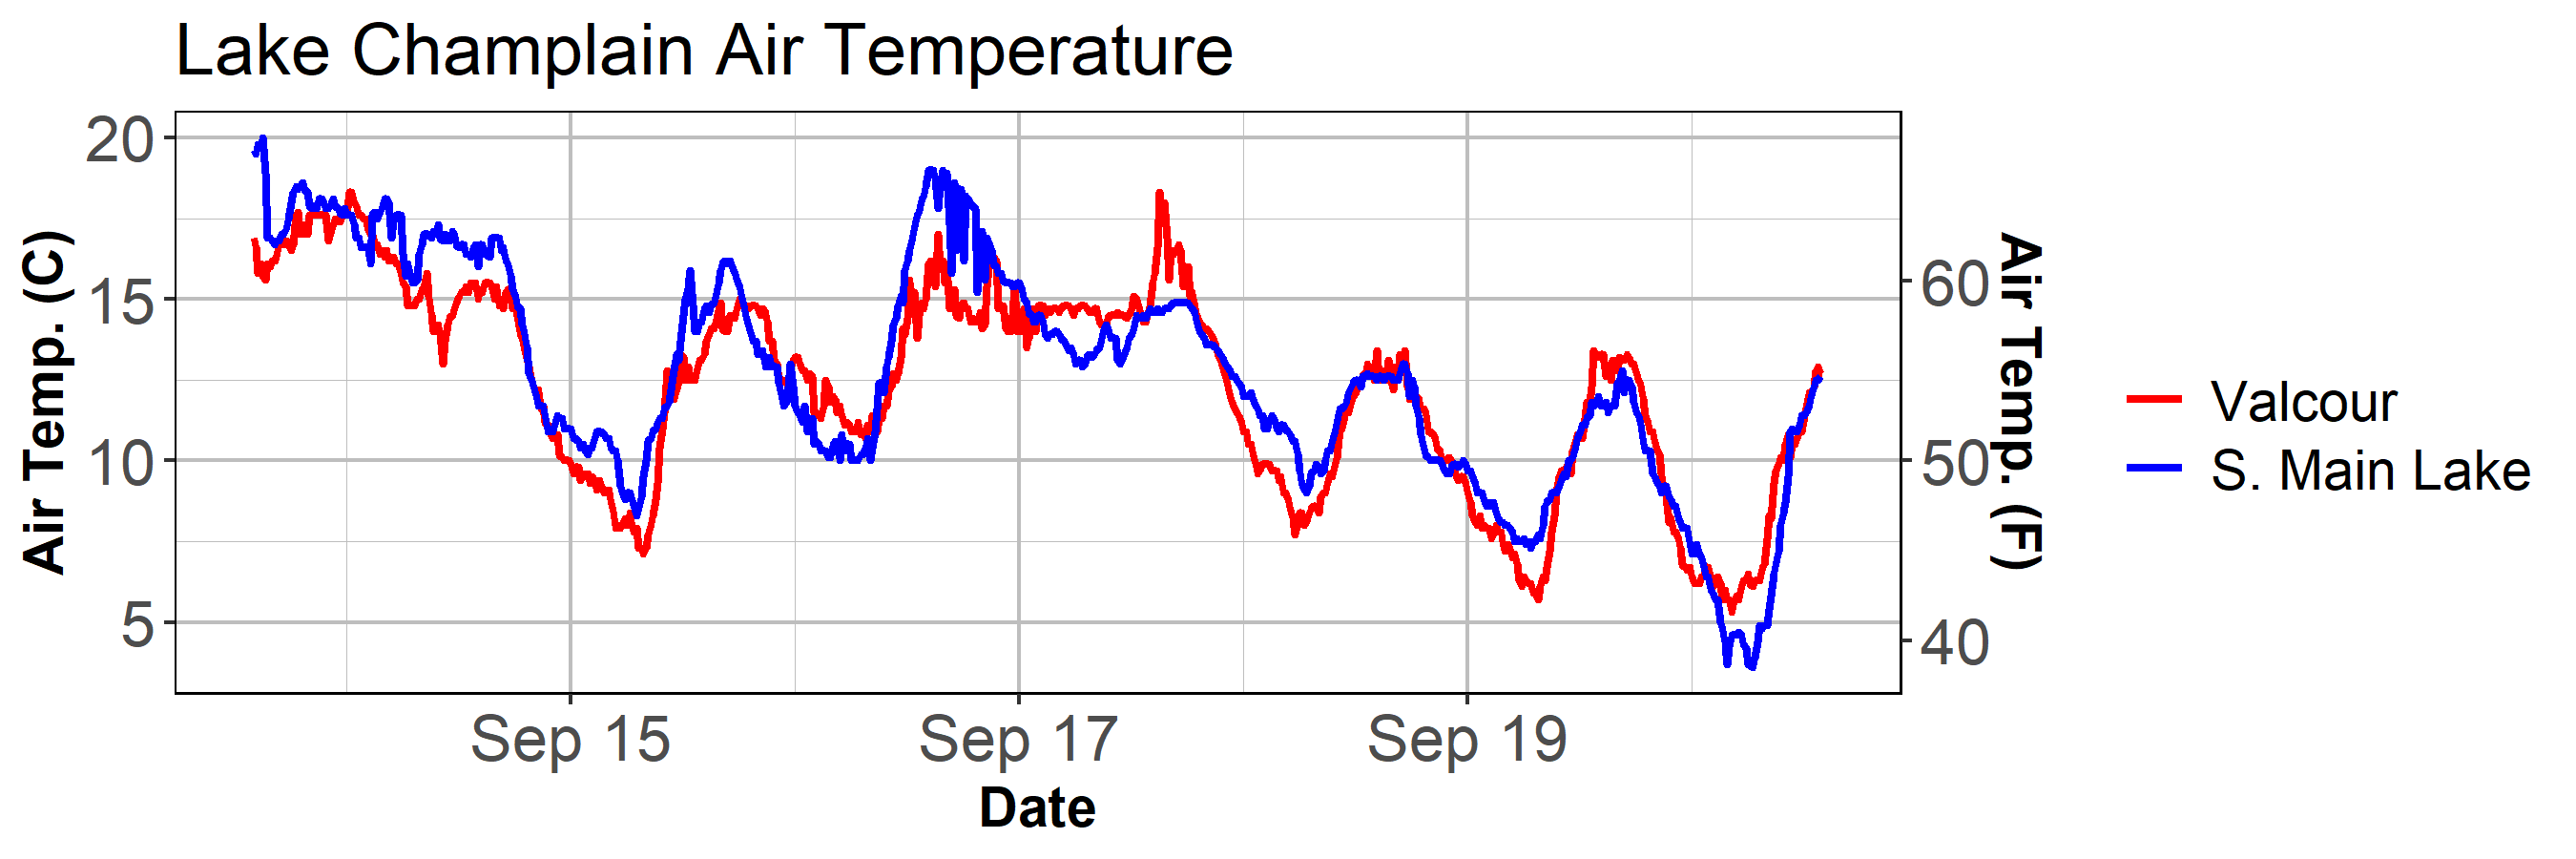 Lake Champlain Air Temperature
Air Temp. (C)
20
15
10
5
Air Temp. (F)
60
50
40
Sep 15
Sep 17
Sep 19
Date
Valcour
S. Main Lake